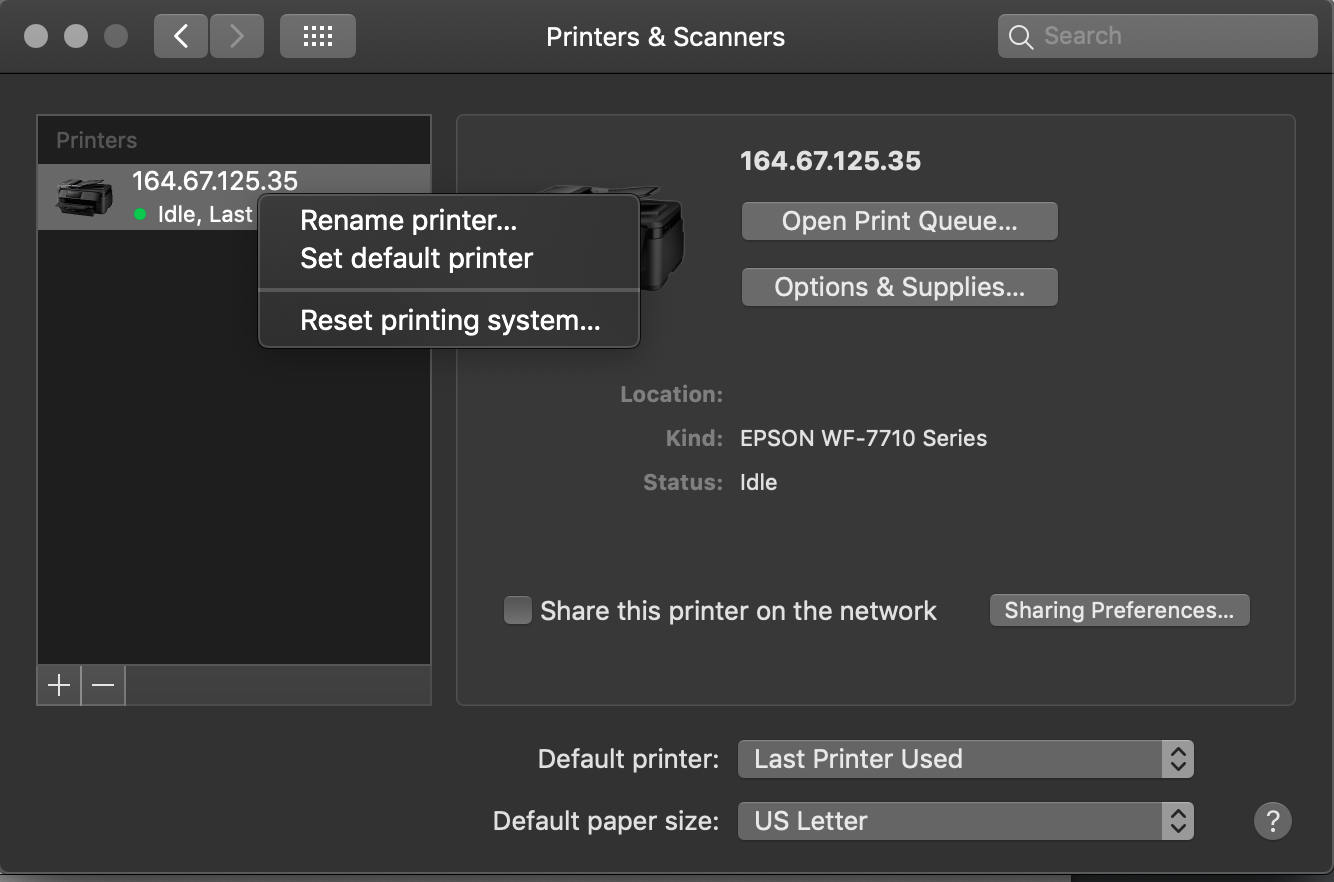 Printers & Scanners
Search
Printers
164.67.125.35
Idle, Last
Rename printer...
Set default printer
Reset printing system...
164.67.125.35
Open Print Queue...
Options & Supplies...
Location:
Kind: EPSON WF-7710 Series
Status: Idle
Share this printer on the network
Sharing Preferences...
Default printer: Last Printer Used
Default paper size: US Letter
?